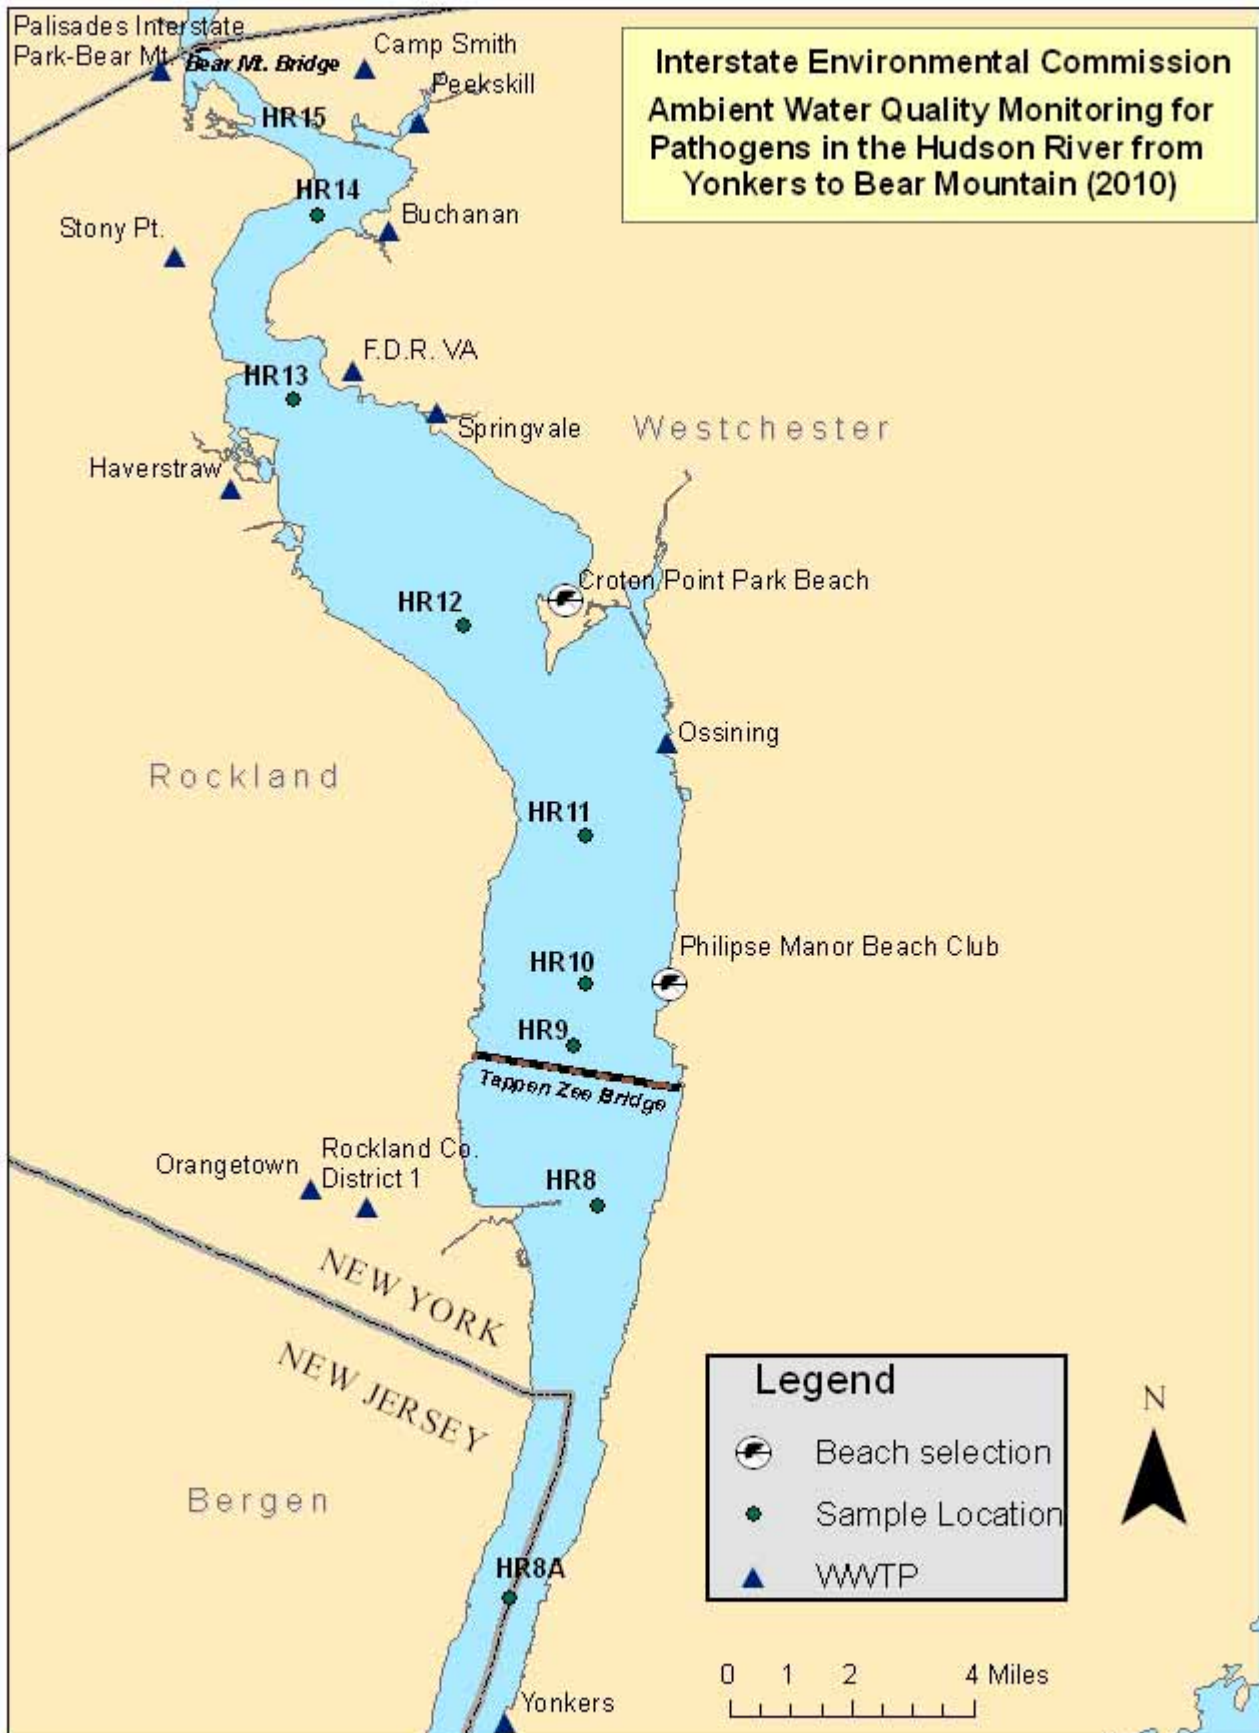 Palisades Interstate
Park-Bear Mt.
Bear Mt. Bridge
Camp Smith
Peekskill
HR15
Interstate Environmental Commission
Ambient Water Quality Monitoring for
Pathogens in the Hudson River from
Yonkers to Bear Mountain (2010)
HR14
Buchanan
Stony Pt.
F.D.R. VA
HR13
Springvale
Westchester
Haverstraw
Croton Point Park Beach
HR12
Ossining
Rockland
HR11
Philipse Manor Beach Club
HR10
HR9
Tappen Zee Bridge
Orangetown
Rockland Co.
District 1
HR8
NEW YORK
NEW JERSEY
Bergen
HR8A
Yonkers
Legend
Beach selection
Sample Location
WWTP
N
0 1 2 4 Miles